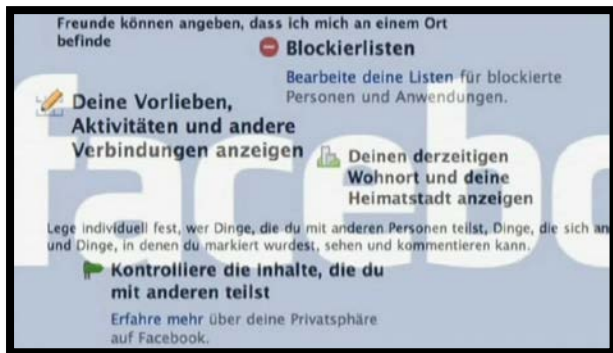 Freunde können angeben, dass ich mich an einem Ort
befinde
Blockierlisten
Bearbeite deine Listen für blockierte
Personen und Anwendungen.
Deine Vorlieben,
Aktivitäten und andere
Verbindungen anzeigen
Deinen derzeitigen
Wohnort und deine
Heimatstadt anzeigen
Lege individuell fest, wer Dinge, die du mit anderen Personen teilst, Dinge, die sich an
und Dinge, in denen du markiert wurdest, sehen und kommentieren kann.
Kontrolliere die Inhalte, die du
mit anderen teilst
Erfahre mehr über deine Privatsphäre
auf Facebook.
facebo